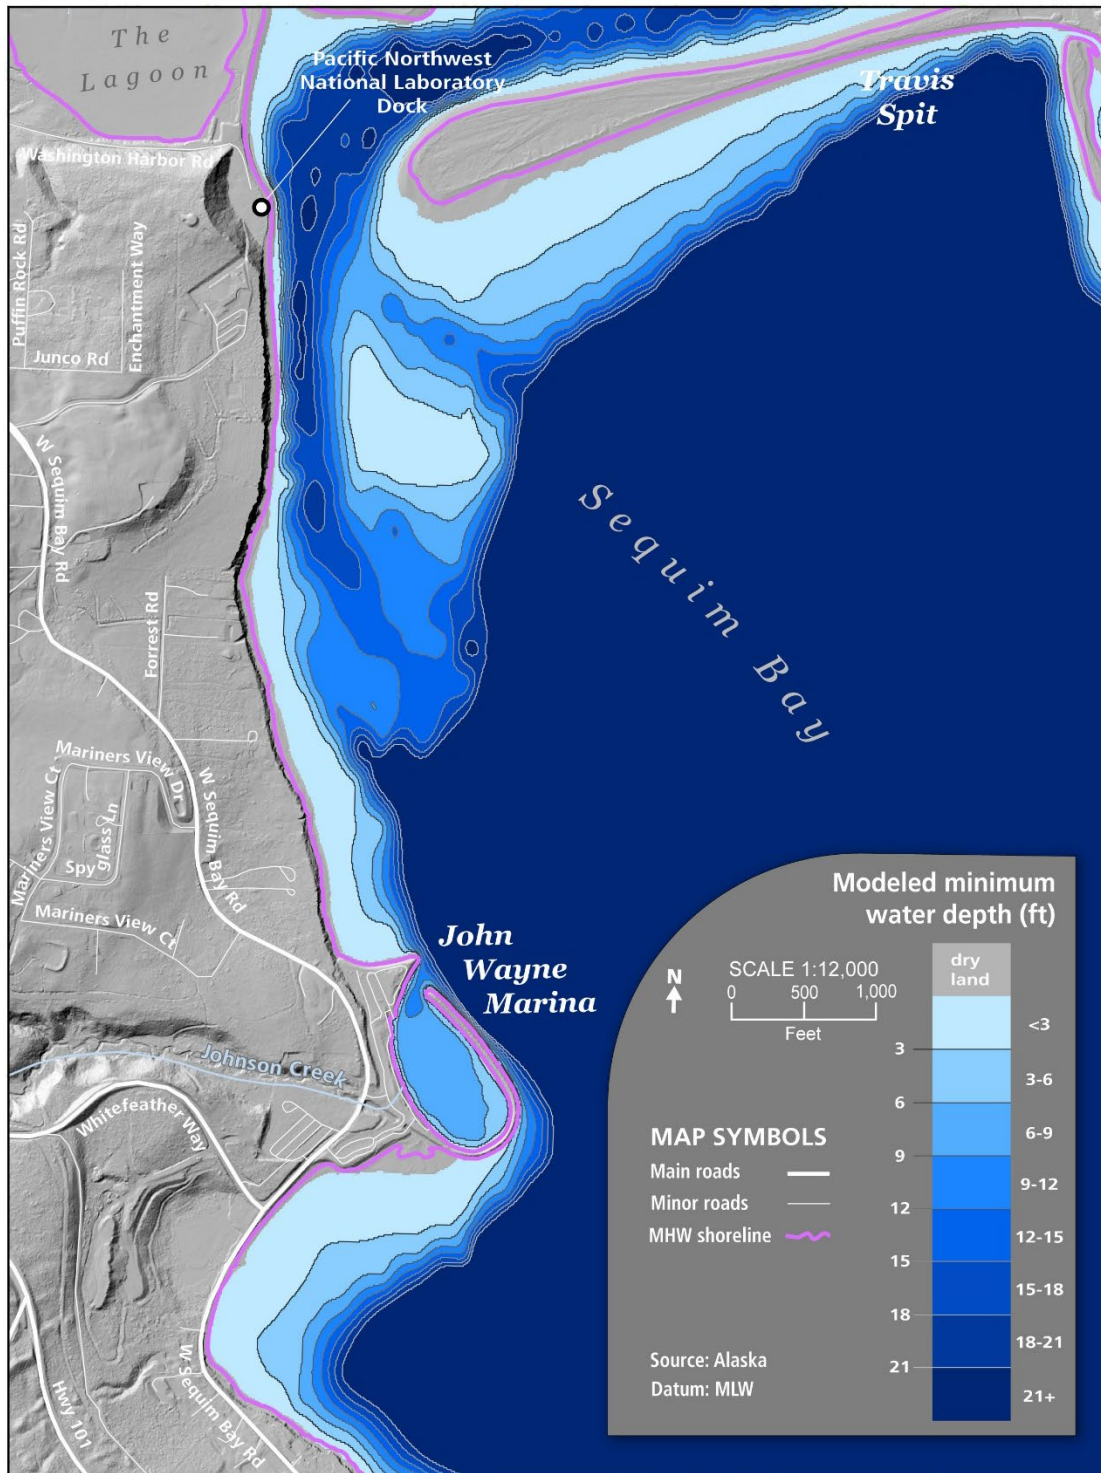 The
Lagoon
Pacific Northwest
National Laboratory
Dock
Travis
Spit
Washington Harbor Rd
Puffin Rock Rd
Enchantment Way
Junco Rd
W Sequim Bay Rd
Sequim Bay
Forrest Rd
Mariners View Dr
Mariners View Ct
Spy glass Ln
W Sequim Bay Rd
Mariners View Ct
John
Wayne
Marina
Johnson Creek
Whitefeather Way
W Sequim Bay Rd
Hwy 101
Modeled minimum
water depth (ft)
N
SCALE 1:12,000
0 500 1,000
Feet
dry
land
<3
3
3-6
6
6-9
9
9-12
12
12-15
15
15-18
18
18-21
21
21+
MAP SYMBOLS
Main roads
Minor roads
MHW shoreline
Source: Alaska
Datum: MLW